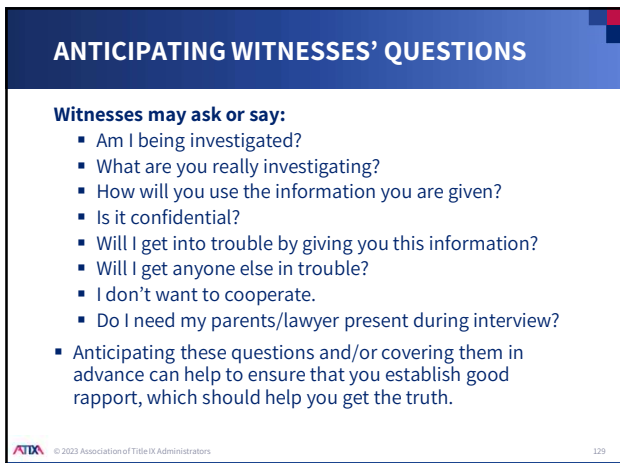 ANTICIPATING WITNESSES’ QUESTIONS
Witnesses may ask or say:
▪ Am I being investigated?
▪ What are you really investigating?
▪ How will you use the information you are given?
▪ Is it confidential?
▪ Will I get into trouble by giving you this information?
▪ Will I get anyone else in trouble?
▪ I don’t want to cooperate.
▪ Do I need my parents/lawyer present during interview?
▪ Anticipating these questions and/or covering them in
advance can help to ensure that you establish good
rapport, which should help you get the truth.
ATIXA © 2023 Association of Title IX Administrators 129